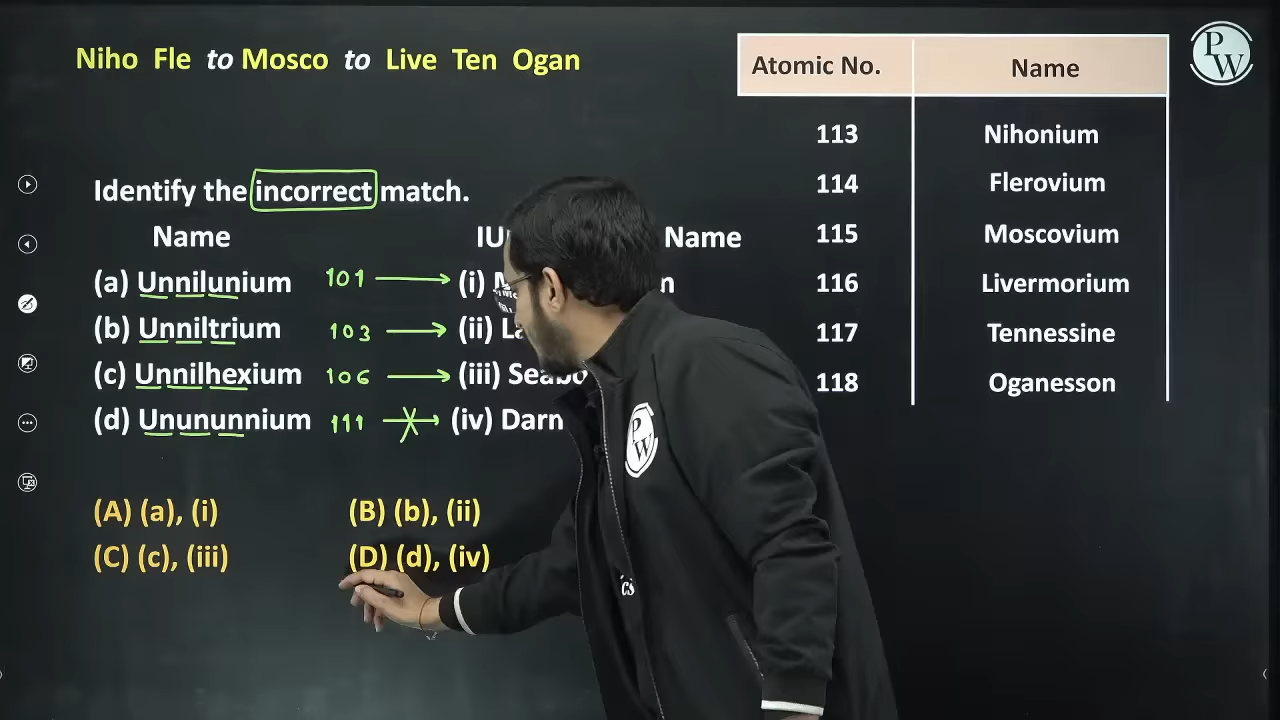 Niho Fle to Mosco to Live Ten Ogan
Atomic No. Name
113 Nihonium
114 Flerovium
115 Moscovium
116 Livermorium
117 Tennessine
118 Oganesson
PW
Identify the incorrect match.
Name Name
(a) Unnilunium 101 (i)
(b) Unniltrium 103 (ii)
(c) Unnilhexium 106 (iii)
(d) Unununnium 111 (iv)
(A) (a), (i) (B) (b), (ii)
(C) (c), (iii) (D) (d), (iv)
PW